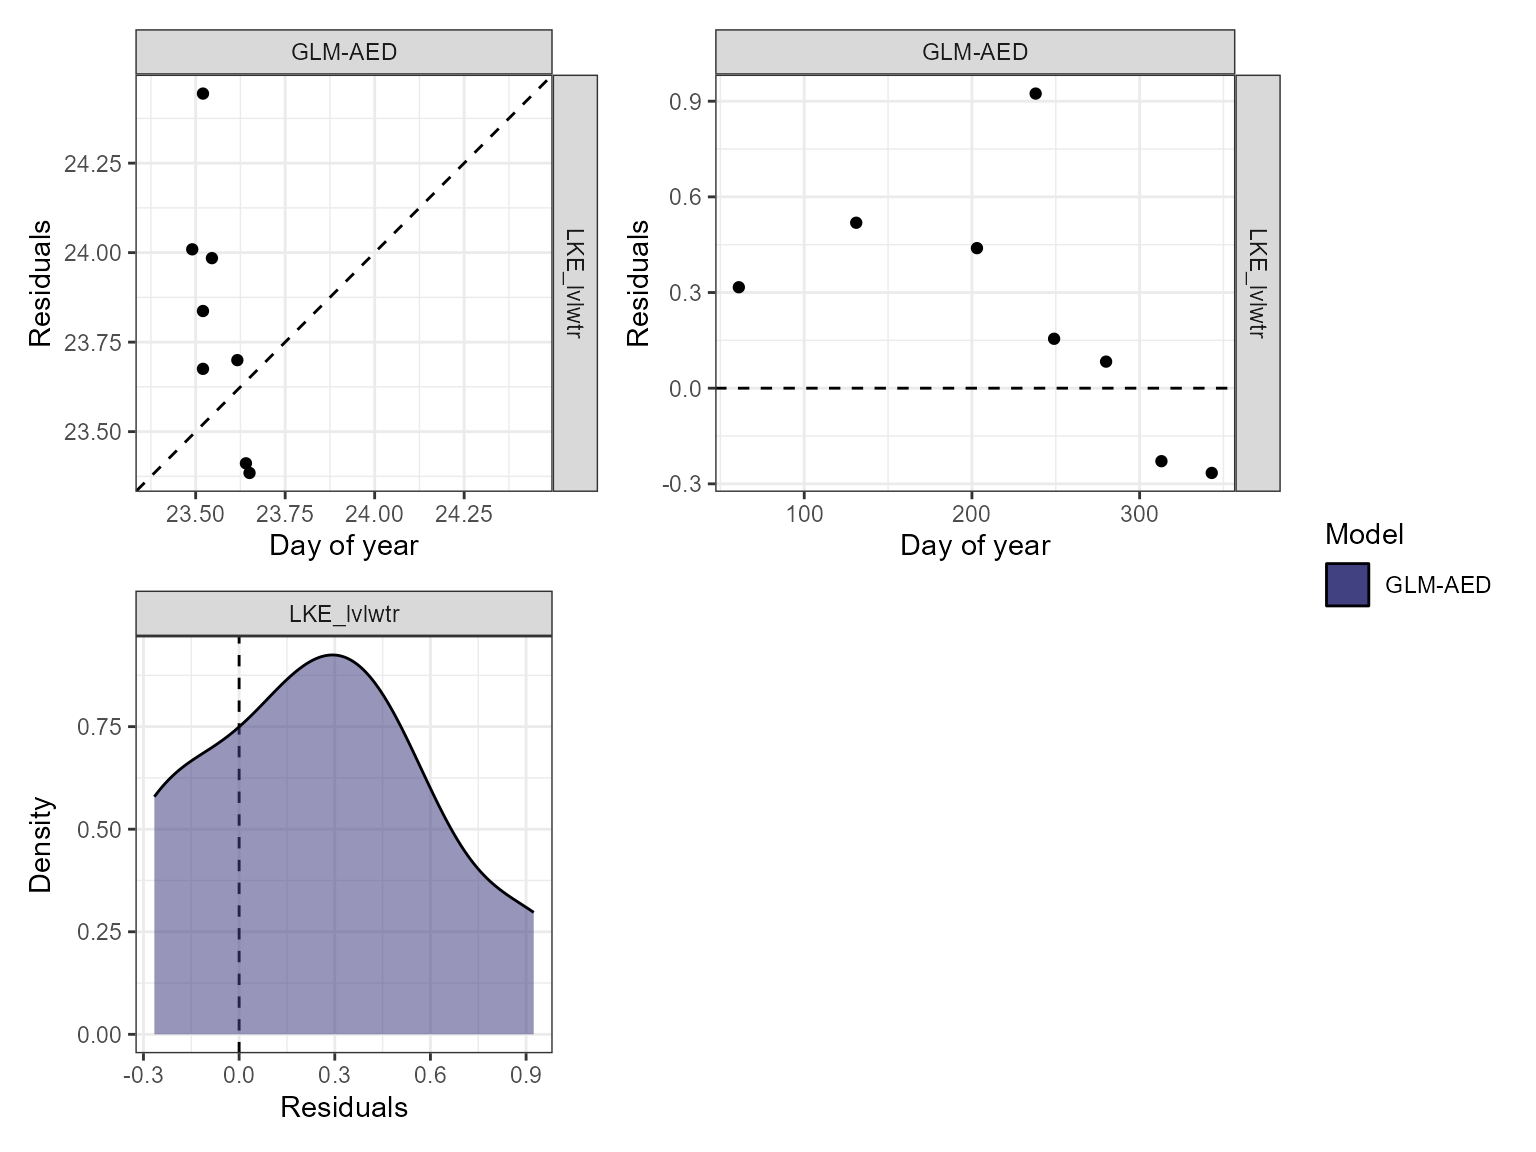 GLM-AED
LKE_lvlwtr
Residuals
24.25
24.00
23.75
23.50
23.50 23.75 24.00 24.25
Day of year
GLM-AED
LKE_lvlwtr
Residuals
0.9
0.6
0.3
0.0
-0.3
100 200 300
Day of year
LKE_lvlwtr
Density
0.75
0.50
0.25
0.00
-0.3 0.0 0.3 0.6 0.9
Residuals
Model
GLM-AED